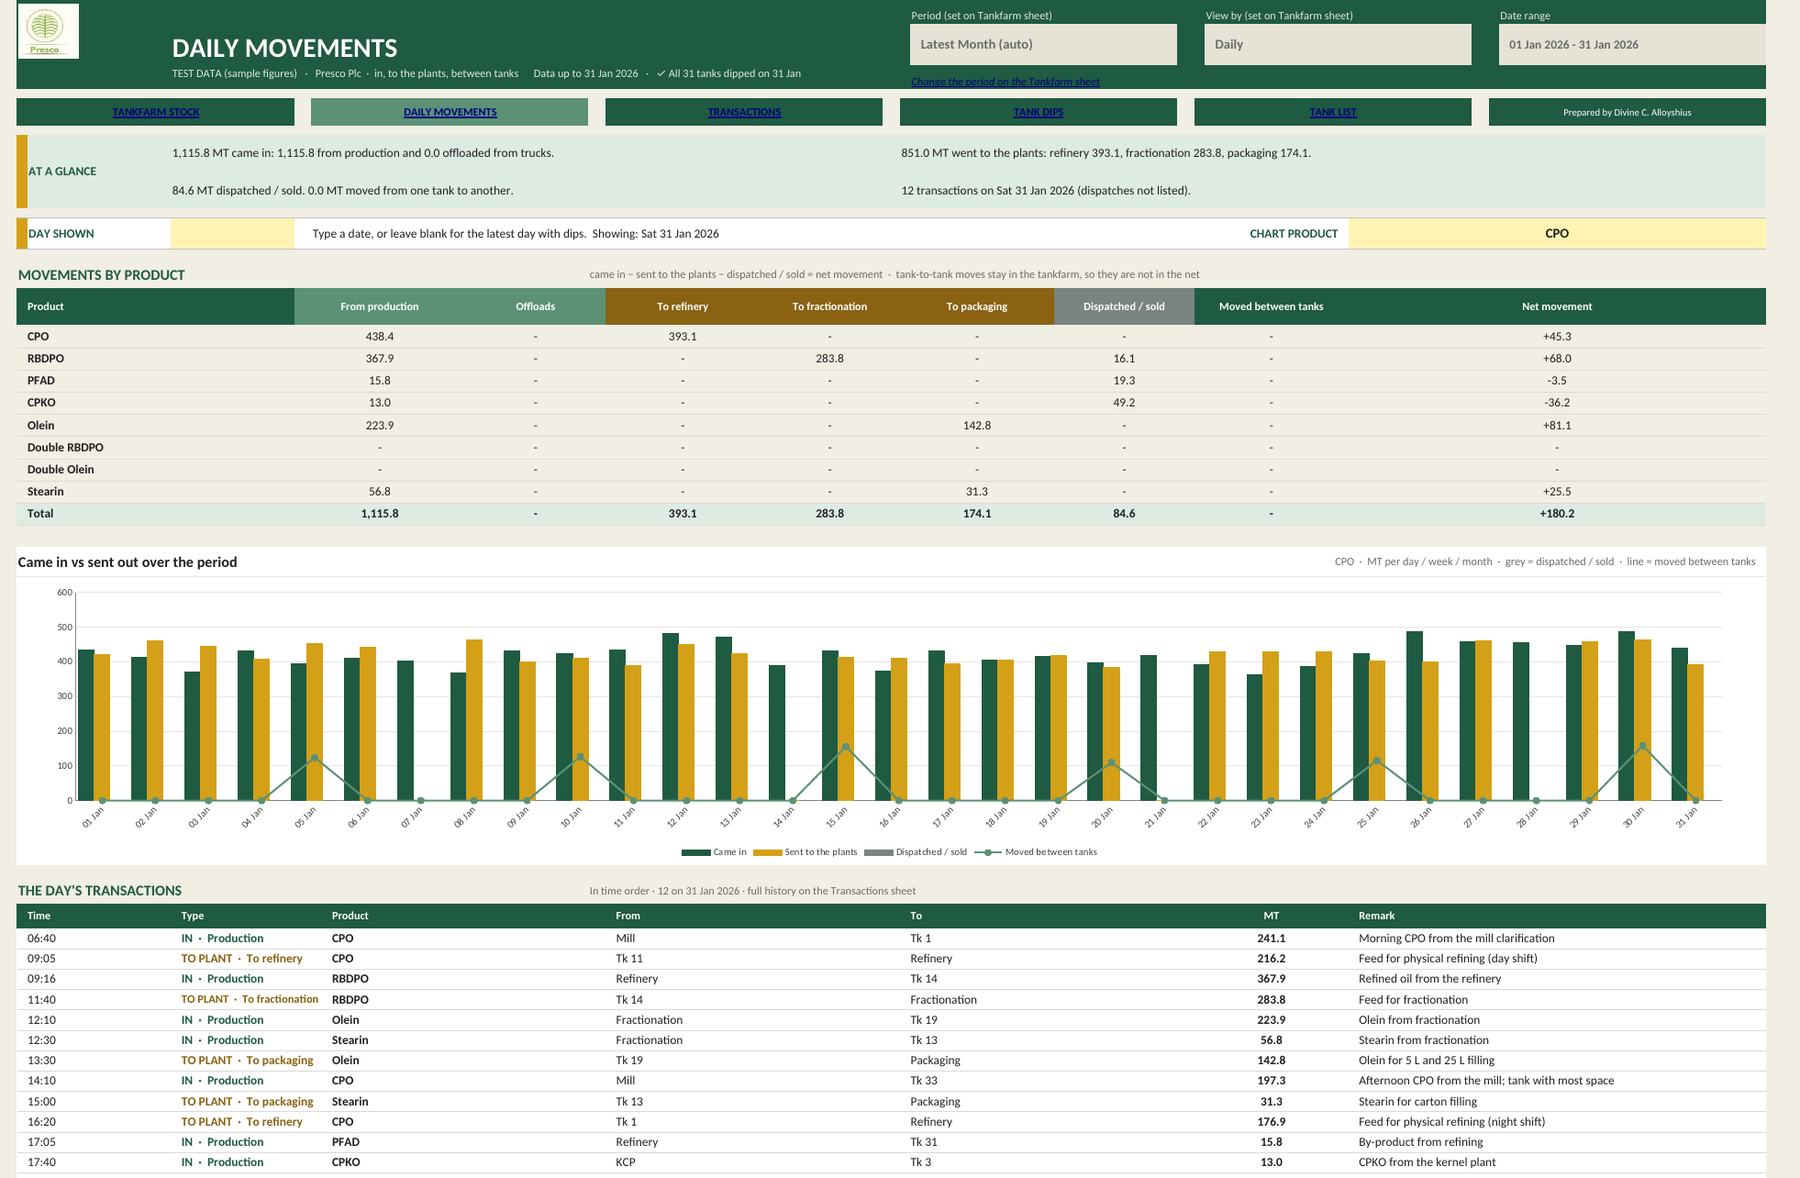 Presco
DAILY MOVEMENTS
TEST DATA (sample figures) · Presco Plc · in, to the plants, between tanks Data up to 31 Jan 2026 · ✓ All 31 tanks dipped on 31 Jan
Period (set on Tankfarm sheet)
Latest Month (auto)
Change the period on the Tankfarm sheet
View by (set on Tankfarm sheet)
Daily
Date range
01 Jan 2026 - 31 Jan 2026
TANKFARM STOCK
DAILY MOVEMENTS
TRANSACTIONS
TANK DIPS
TANK LIST
Prepared by Divine C. Alloyshius
AT A GLANCE
1,115.8 MT came in: 1,115.8 from production and 0.0 offloaded from trucks.
851.0 MT went to the plants: refinery 393.1, fractionation 283.8, packaging 174.1.
84.6 MT dispatched / sold. 0.0 MT moved from one tank to another.
12 transactions on Sat 31 Jan 2026 (dispatches not listed).
DAY SHOWN
Type a date, or leave blank for the latest day with dips. Showing: Sat 31 Jan 2026
CHART PRODUCT
CPO
MOVEMENTS BY PRODUCT
came in − sent to the plants − dispatched / sold = net movement · tank-to-tank moves stay in the tankfarm, so they are not in the net
Product From production Offloads To refinery To fractionation To packaging Dispatched / sold Moved between tanks Net movement
CPO 438.4 - 393.1 - - - - +45.3
RBDPO 367.9 - - 283.8 - 16.1 - +68.0
PFAD 15.8 - - - - 19.3 - -3.5
CPKO 13.0 - - - - 49.2 - -36.2
Olein 223.9 - - - 142.8 - - +81.1
Double RBDPO - - - - - - - -
Double Olein - - - - - - - -
Stearin 56.8 - - - 31.3 - - +25.5
Total 1,115.8 - 393.1 283.8 174.1 84.6 - +180.2
Came in vs sent out over the period
CPO · MT per day / week / month · grey = dispatched / sold · line = moved between tanks
600
500
400
300
200
100
0
01 Jan 02 Jan 03 Jan 04 Jan 05 Jan 06 Jan 07 Jan 08 Jan 09 Jan 10 Jan 11 Jan 12 Jan 13 Jan 14 Jan 15 Jan 16 Jan 17 Jan 18 Jan 19 Jan 20 Jan 21 Jan 22 Jan 23 Jan 24 Jan 25 Jan 26 Jan 27 Jan 28 Jan 29 Jan 30 Jan 31 Jan
Came in Sent to the plants Dispatched / sold Moved between tanks
THE DAY'S TRANSACTIONS
In time order · 12 on 31 Jan 2026 · full history on the Transactions sheet
Time Type Product From To MT Remark
06:40 IN · Production CPO Mill Tk 1 241.1 Morning CPO from the mill clarification
09:05 TO PLANT · To refinery CPO Tk 11 Refinery 216.2 Feed for physical refining (day shift)
09:16 IN · Production RBDPO Refinery Tk 14 367.9 Refined oil from the refinery
11:40 TO PLANT · To fractionation RBDPO Tk 14 Fractionation 283.8 Feed for fractionation
12:10 IN · Production Olein Fractionation Tk 19 223.9 Olein from fractionation
12:30 IN · Production Stearin Fractionation Tk 13 56.8 Stearin from fractionation
13:30 TO PLANT · To packaging Olein Tk 19 Packaging 142.8 Olein for 5 L and 25 L filling
14:10 IN · Production CPO Mill Tk 33 197.3 Afternoon CPO from the mill; tank with most space
15:00 TO PLANT · To packaging Stearin Tk 13 Packaging 31.3 Stearin for carton filling
16:20 TO PLANT · To refinery CPO Tk 1 Refinery 176.9 Feed for physical refining (night shift)
17:05 IN · Production PFAD Refinery Tk 31 15.8 By-product from refining
17:40 IN · Production CPKO KCP Tk 3 13.0 CPKO from the kernel plant